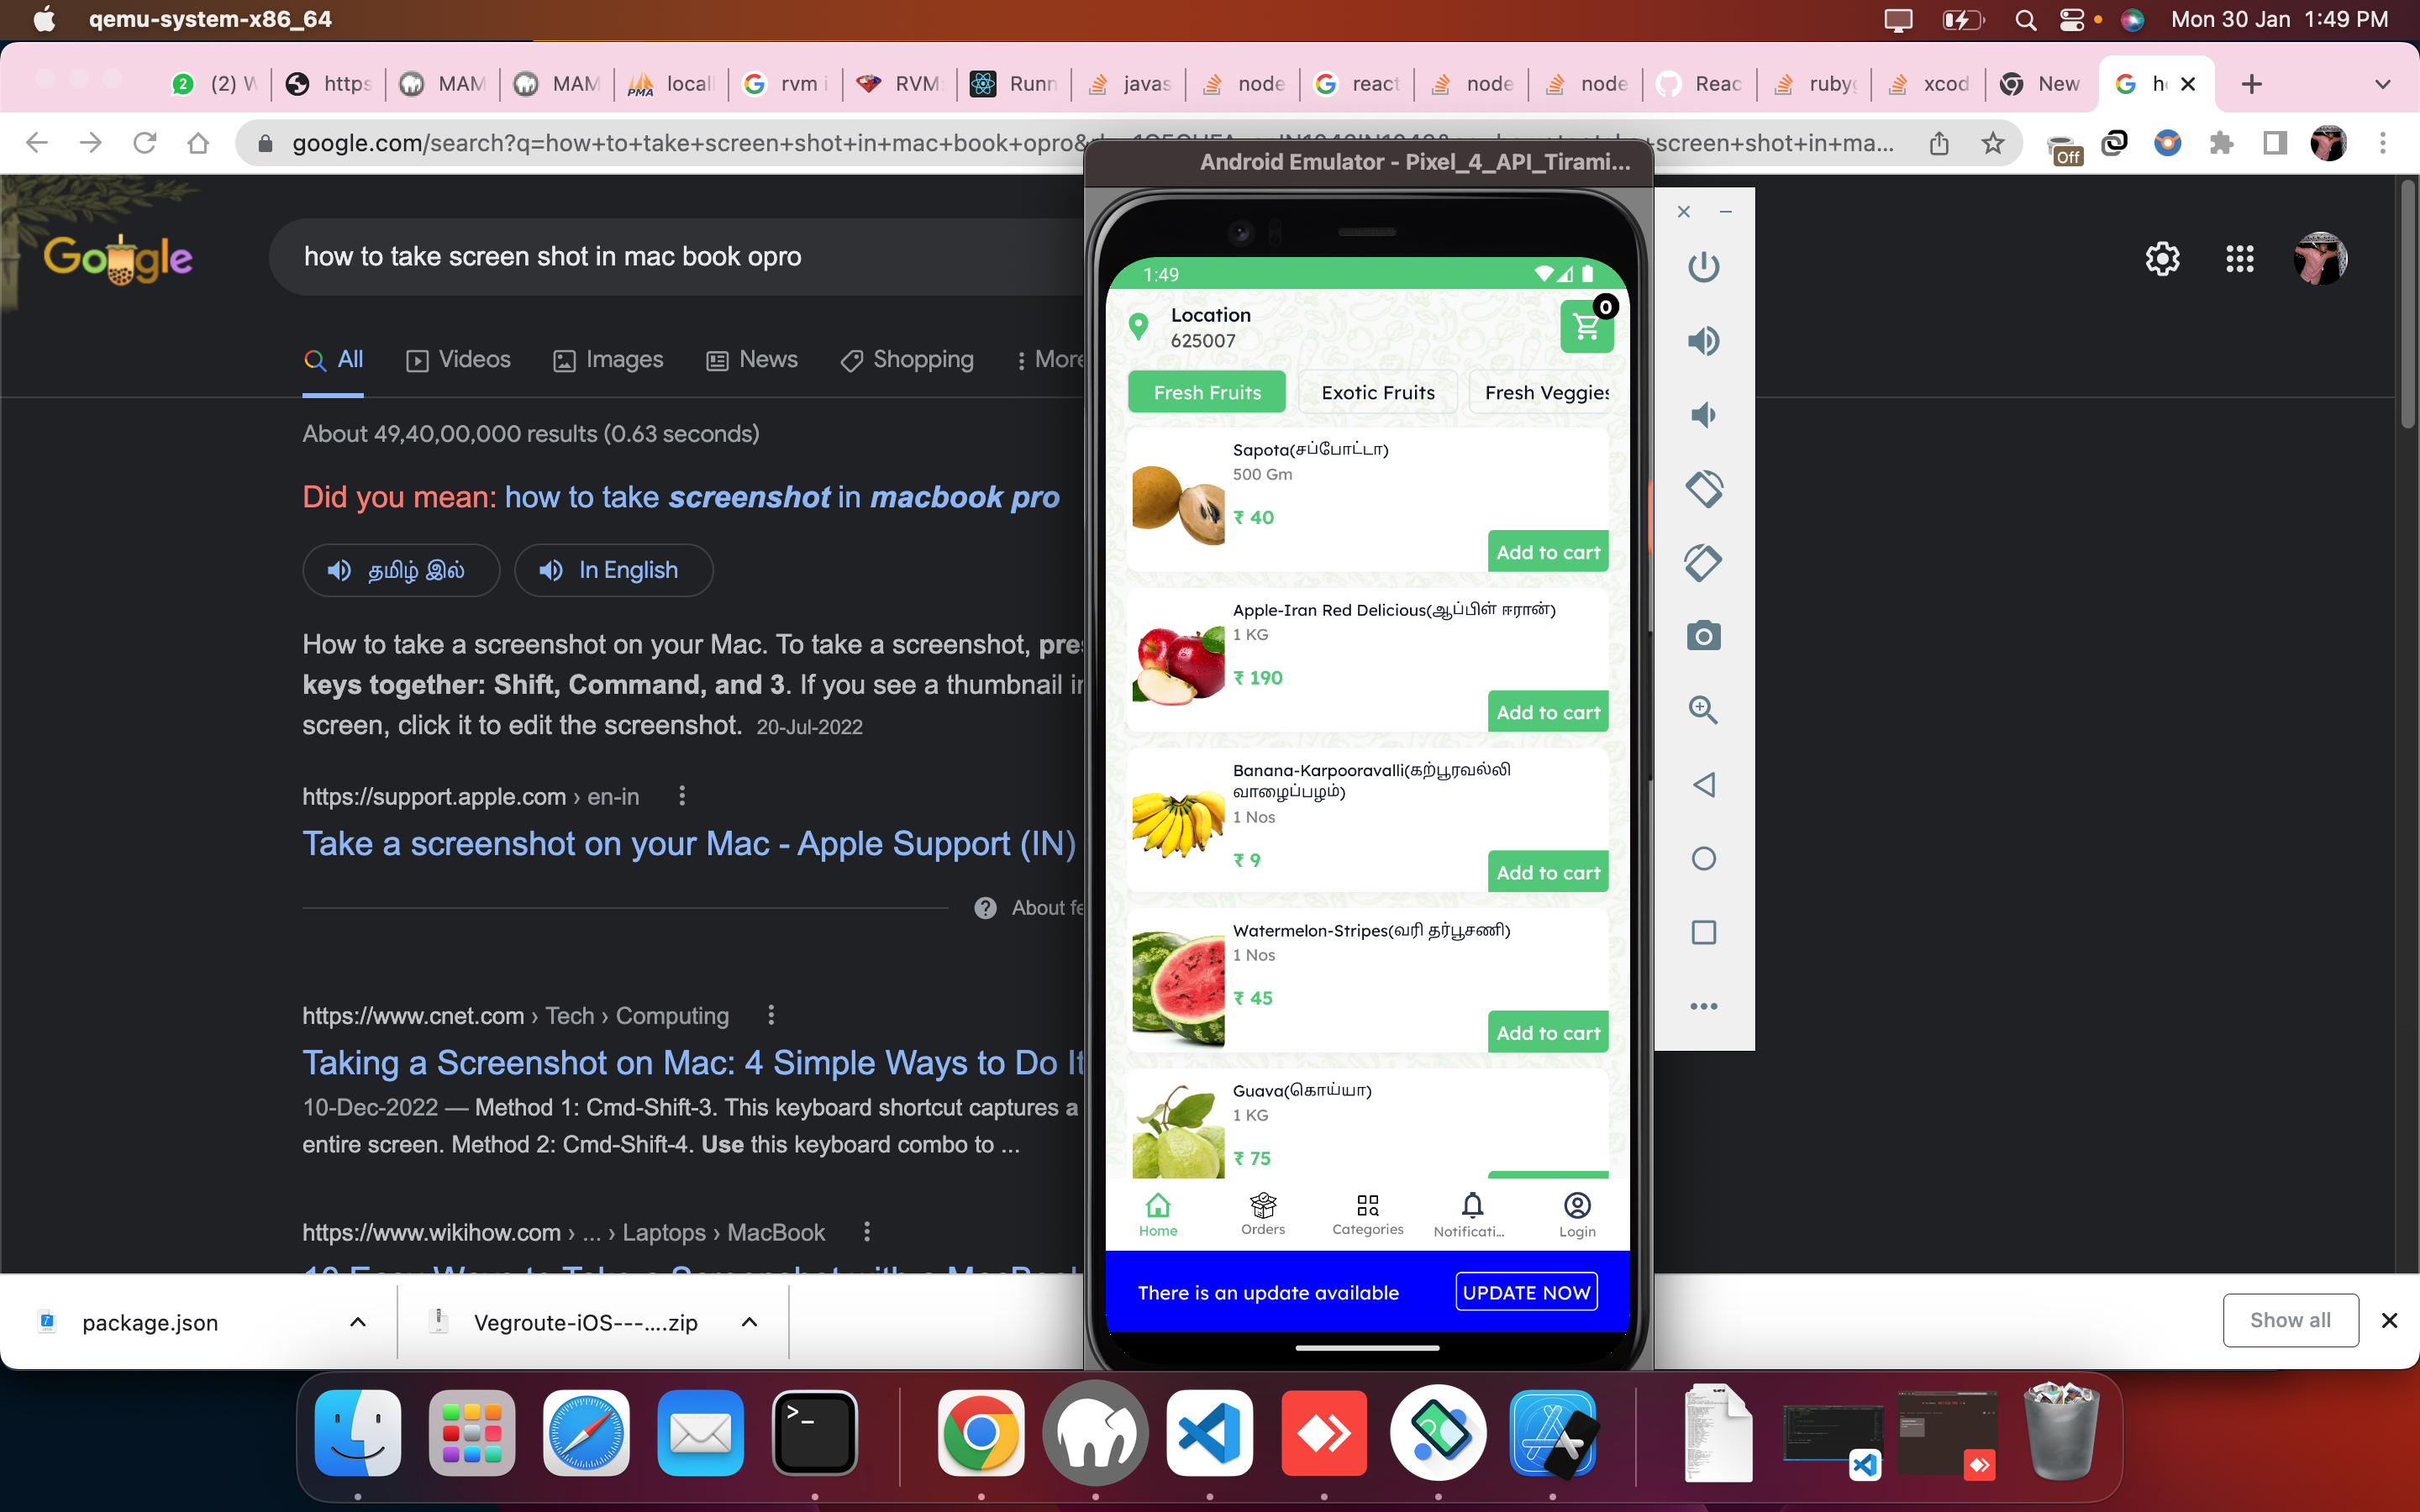 qemu-system-x86_64
Mon 30 Jan 1:49 PM
2 (2) W
https
MAM
MAM
PMA locall
rvm i
RVM:
Runn
javas
node
react
node
node
Reac
ruby
xcod
New
h
google.com/search?q=how+to+take+screen+shot+in+mac+book+opro&
+screen+shot+in+ma...
Off
Google
how to take screen shot in mac book opro
All Videos Images News Shopping More
About 49,40,00,000 results (0.63 seconds)
Did you mean: how to take screenshot in macbook pro
தமிழ் இல் In English
How to take a screenshot on your Mac. To take a screenshot, pres
keys together: Shift, Command, and 3. If you see a thumbnail in
screen, click it to edit the screenshot. 20-Jul-2022
https://support.apple.com › en-in
Take a screenshot on your Mac - Apple Support (IN)
About fe
https://www.cnet.com › Tech › Computing
Taking a Screenshot on Mac: 4 Simple Ways to Do It
10-Dec-2022 — Method 1: Cmd-Shift-3. This keyboard shortcut captures a
entire screen. Method 2: Cmd-Shift-4. Use this keyboard combo to ...
https://www.wikihow.com › ... › Laptops › MacBook
Android Emulator - Pixel_4_API_Tirami...
1:49
Location
625007
0
Fresh Fruits Exotic Fruits Fresh Veggies
Sapota(சப்போட்டா)
500 Gm
₹ 40
Add to cart
Apple-Iran Red Delicious(ஆப்பிள் ஈரான்)
1 KG
₹ 190
Add to cart
Banana-Karpooravalli(கற்பூரவல்லி
வாழைப்பழம்)
1 Nos
₹ 9
Add to cart
Watermelon-Stripes(வரி தர்பூசணி)
1 Nos
₹ 45
Add to cart
Guava(கொய்யா)
1 KG
₹ 75
Home Orders Categories Notificati... Login
There is an update available UPDATE NOW
package.json
Vegroute-iOS---....zip
Show all